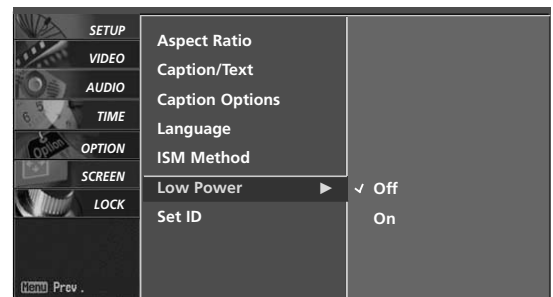 SETUP
VIDEO
AUDIO
TIME
OPTION
SCREEN
LOCK
Menu Prev.
Aspect Ratio
Caption/Text
Caption Options
Language
ISM Method
Low Power ▶
Set ID
✓ Off
On